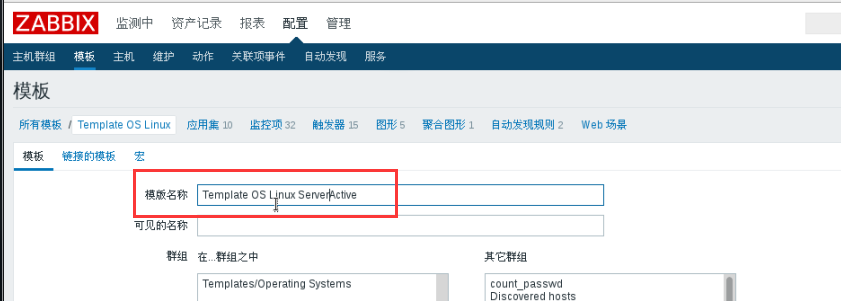 ZABBIX 监测中 资产记录 报表 配置 管理
主机群组 模板 主机 维护 动作 关联项事件 自动发现 服务
模板
所有模板 / Template OS Linux 应用集 10 监控项 32 触发器 15 图形 5 聚合图形 1 自动发现规则 2 Web 场景
模板 链接的模板 宏
模版名称 Template OS Linux ServerActive
可见的名称
群组 在...群组之中 其它群组
Templates/Operating Systems count_passwd
Discovered hosts